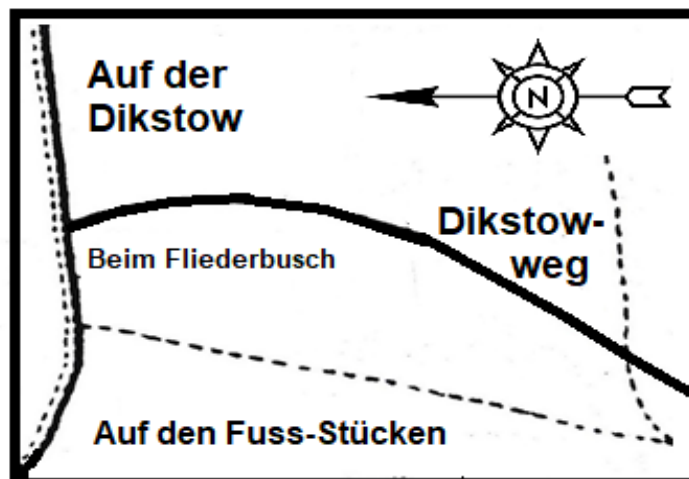 Auf der
Dikstow
N
Dikstow-
weg
Beim Fliederbusch
Auf den Fuss-Stücken